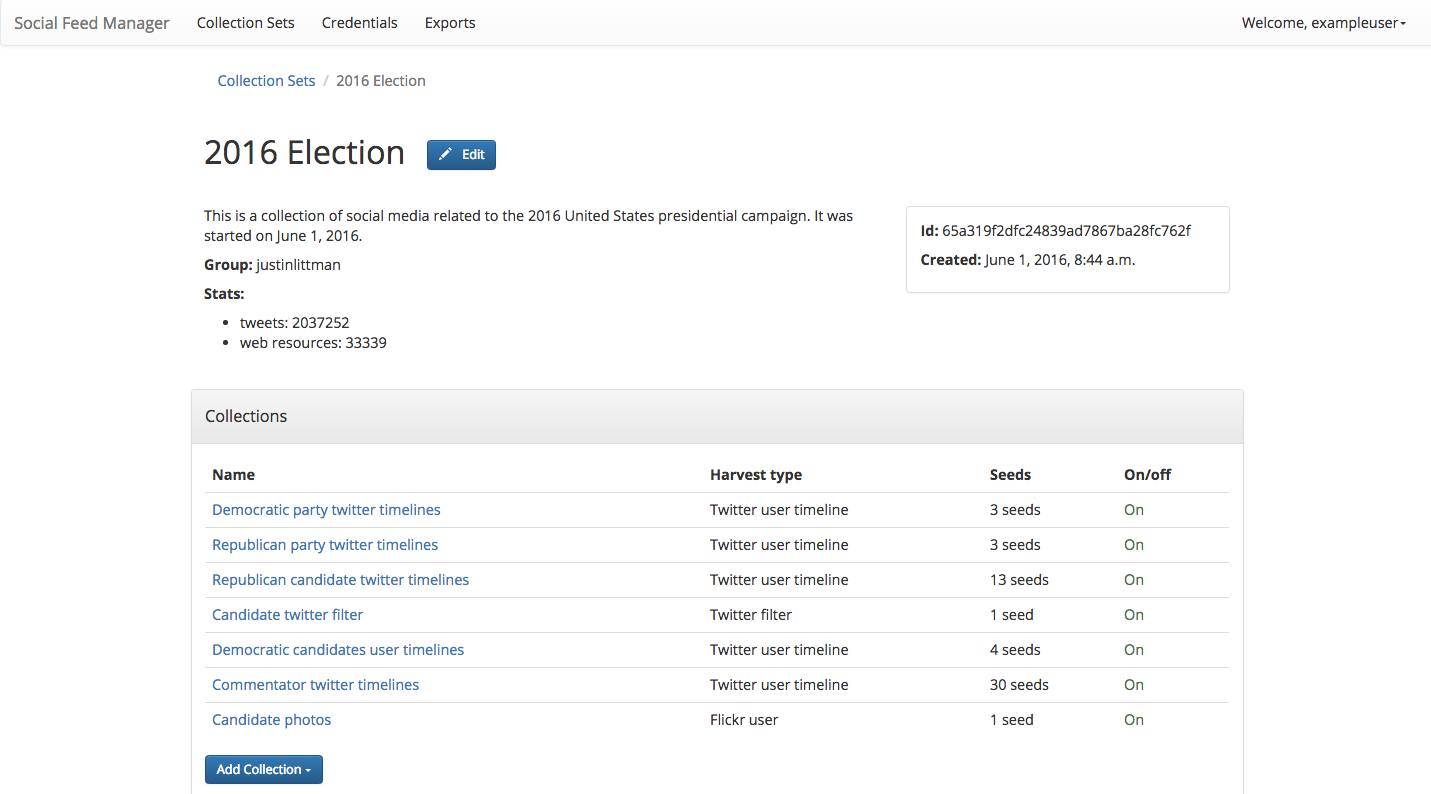 Social Feed Manager Collection Sets Credentials Exports Welcome, exampleuser
Collection Sets / 2016 Election
2016 Election Edit
This is a collection of social media related to the 2016 United States presidential campaign. It was
started on June 1, 2016.
Group: justinlittman
Stats:
• tweets: 2037252
• web resources: 33339
Id: 65a319f2dfc24839ad7867ba28fc762f
Created: June 1, 2016, 8:44 a.m.
Collections
Name Harvest type Seeds On/off
Democratic party twitter timelines Twitter user timeline 3 seeds On
Republican party twitter timelines Twitter user timeline 3 seeds On
Republican candidate twitter timelines Twitter user timeline 13 seeds On
Candidate twitter filter Twitter filter 1 seed On
Democratic candidates user timelines Twitter user timeline 4 seeds On
Commentator twitter timelines Twitter user timeline 30 seeds On
Candidate photos Flickr user 1 seed On
Add Collection